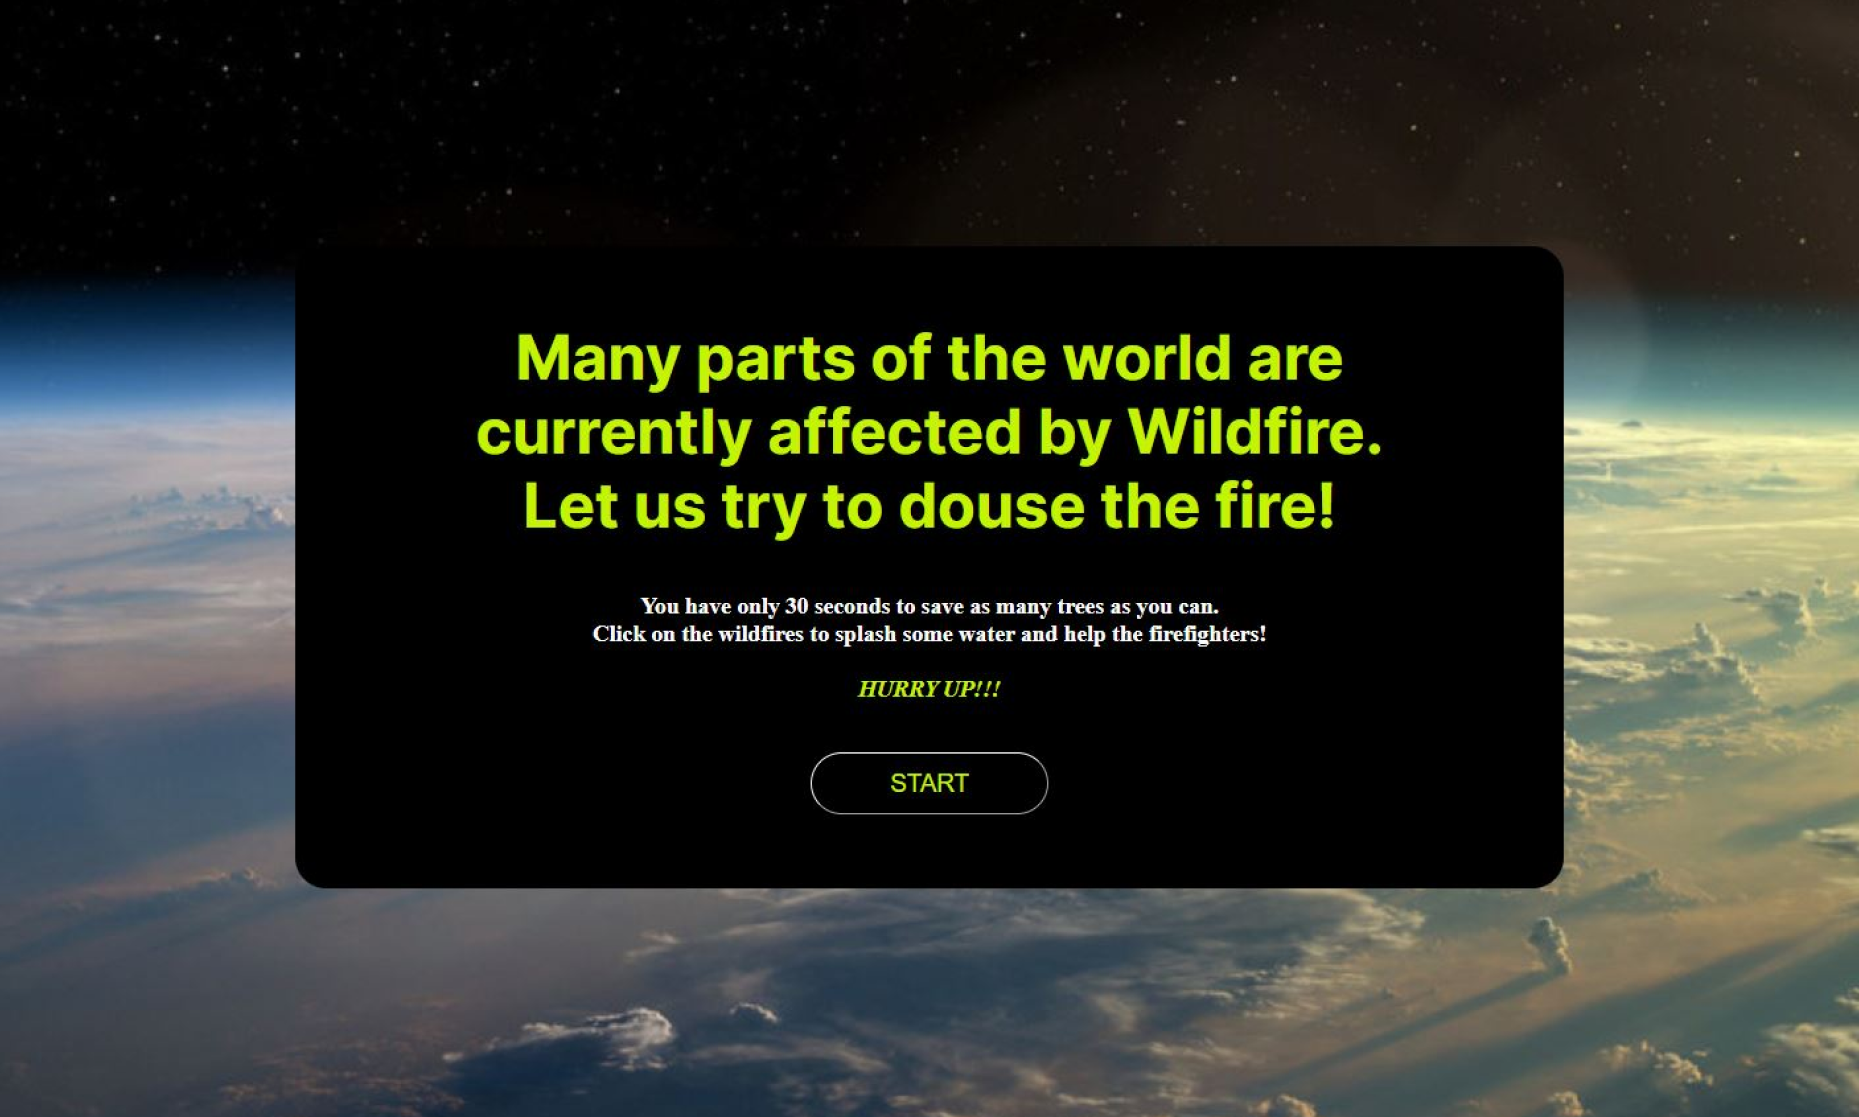 Many parts of the world are
currently affected by Wildfire.
Let us try to douse the fire!
You have only 30 seconds to save as many trees as you can.
Click on the wildfires to splash some water and help the firefighters!
HURRY UP!!!
START